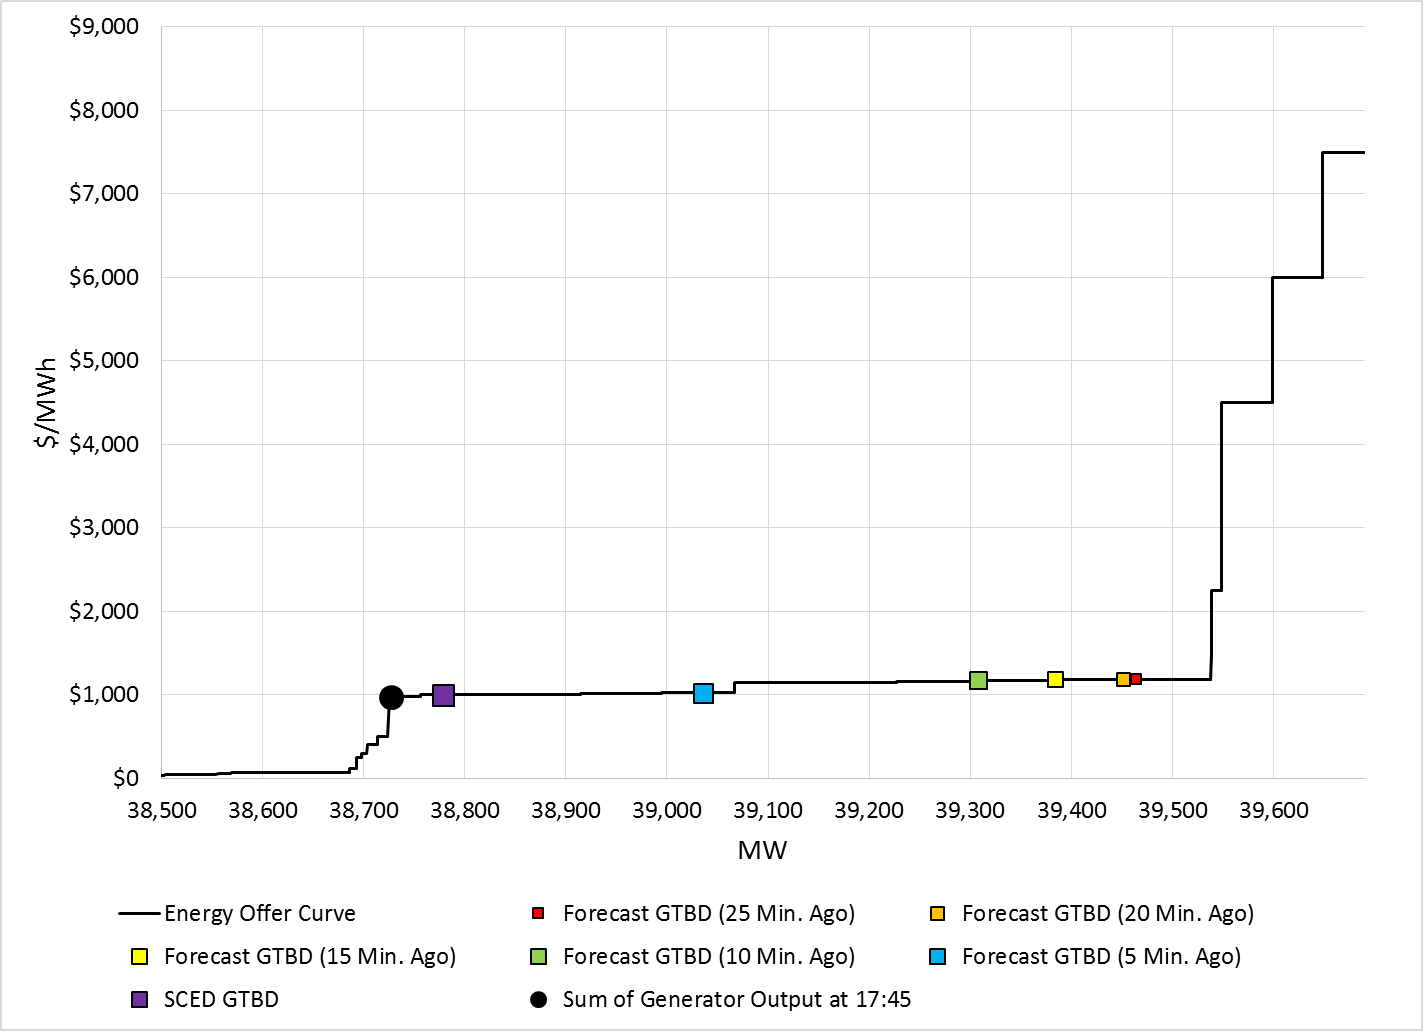 $9,000
$8,000
$7,000
$6,000
$5,000
$4,000
$3,000
$2,000
$1,000
$0
$/MWh
38,500 38,600 38,700 38,800 38,900 39,000 39,100 39,200 39,300 39,400 39,500 39,600
MW
Energy Offer Curve Forecast GTBD (25 Min. Ago) Forecast GTBD (20 Min. Ago)
Forecast GTBD (15 Min. Ago) Forecast GTBD (10 Min. Ago) Forecast GTBD (5 Min. Ago)
SCED GTBD Sum of Generator Output at 17:45